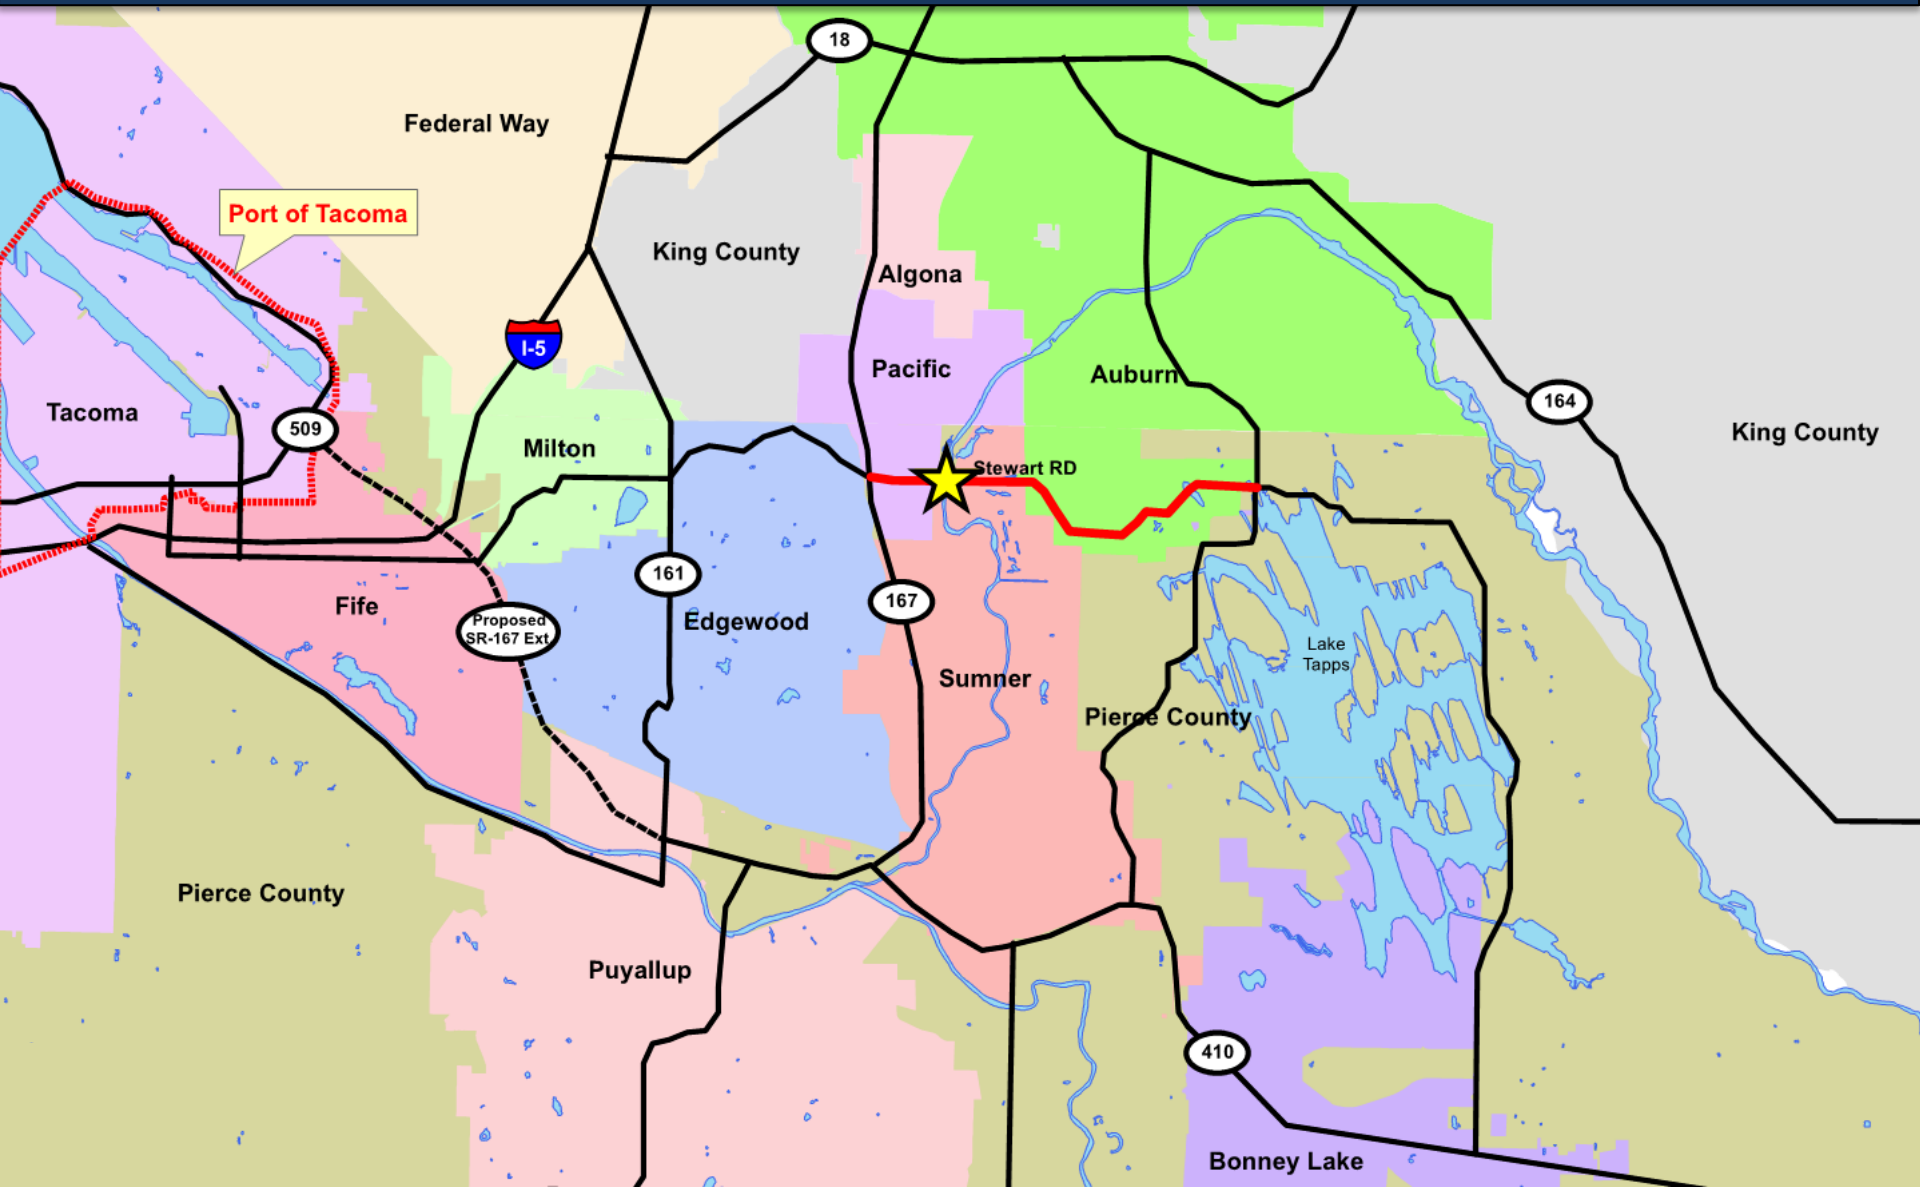 18
Federal Way
Port of Tacoma
King County
Algona
I-5
Pacific
Auburn
164
Tacoma
509
King County
Milton
Stewart RD
161
167
Fife
Edgewood
Proposed
SR-167 Ext
Lake
Tapps
Sumner
Pierce County
Pierce County
Puyallup
410
Bonney Lake